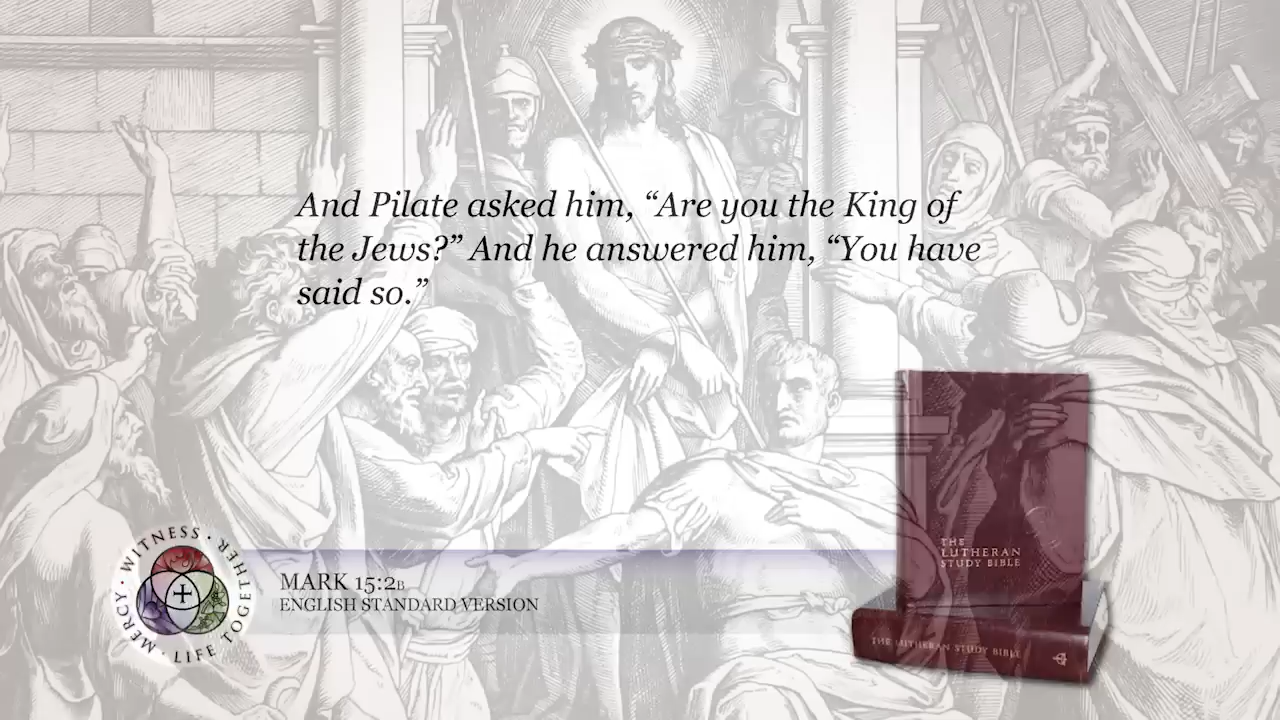 And Pilate asked him, “Are you the King of
the Jews?” And he answered him, “You have
said so.”
THE
LUTHERAN
STUDY BIBLE
WITNESS · MERCY · LIFE TOGETHER ·
MARK 15:2B
ENGLISH STANDARD VERSION
THE LUTHERAN STUDY BIBLE